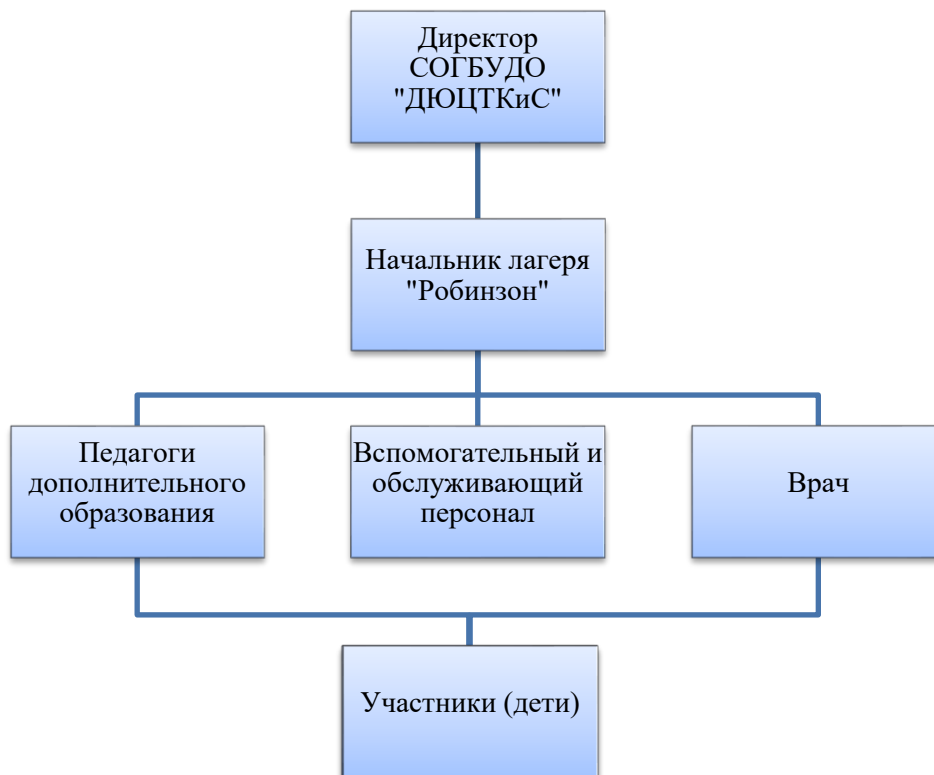 Директор
СОГБУДО
"ДЮЦТКиС"
Начальник лагеря
"Робинзон"
Педагоги
дополнительного
образования
Вспомогательный и
обслуживающий
персонал
Врач
Участники (дети)